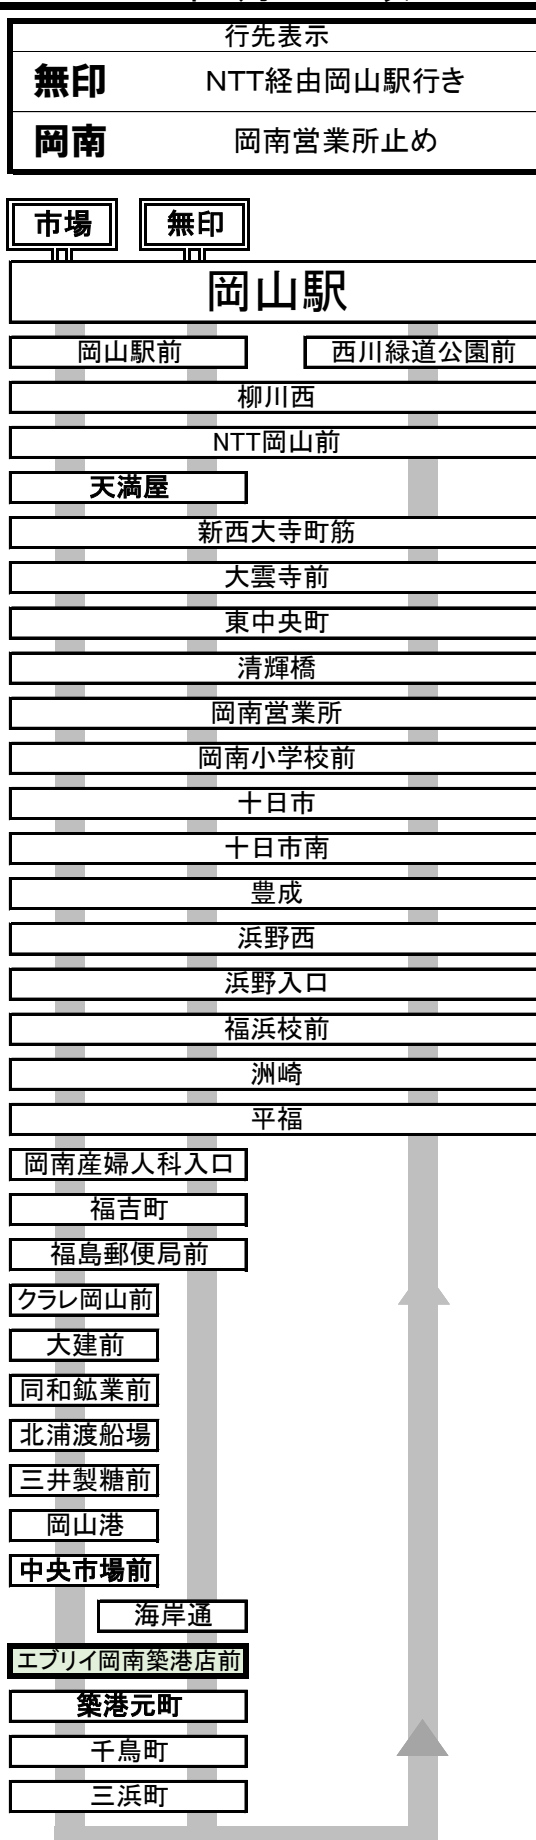 行先表示
無印 NTT経由岡山駅行き
岡南 岡南営業所止め
市場 無印
岡山駅
岡山駅前 西川緑道公園前
柳川西
NTT岡山前
天満屋
新西大寺町筋
大雲寺前
東中央町
清輝橋
岡南営業所
岡南小学校前
十日市
十日市南
豊成
浜野西
浜野入口
福浜校前
洲崎
平福
岡南産婦人科入口
福吉町
福島郵便局前
クラレ岡山前
大建前
同和鉱業前
北浦渡船場
三井製糖前
岡山港
中央市場前
海岸通
エブリイ岡南築港店前
築港元町
千鳥町
三浜町